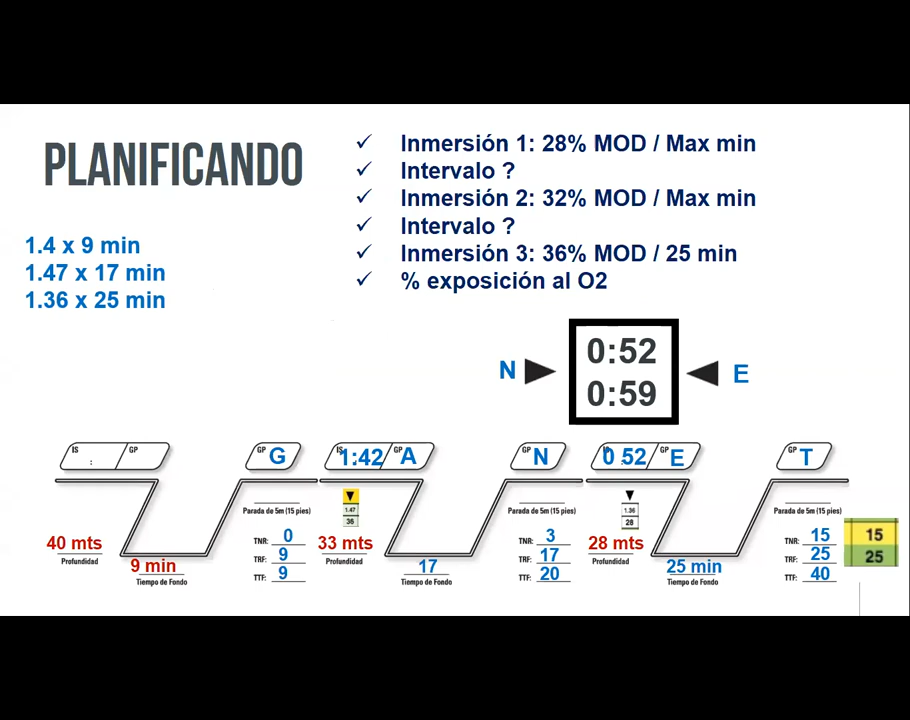 PLANIFICANDO
Inmersión 1: 28% MOD / Max min
Intervalo ?
Inmersión 2: 32% MOD / Max min
Intervalo ?
Inmersión 3: 36% MOD / 25 min
% exposición al O2
1.4 x 9 min
1.47 x 17 min
1.36 x 25 min
0:52
0:59
N
E
IS : GP
GP G
IS 1:42 GP A
GP N
0 52 GP E
GP T
1.47
36
1.36
28
Parada de 5m (15 pies)
Parada de 5m (15 pies)
Parada de 5m (15 pies)
40 mts
Profundidad
9 min
Tiempo de Fondo
TNR: 0
TRF: 9
TTF: 9
33 mts
Profundidad
17
Tiempo de Fondo
TNR: 3
TRF: 17
TTF: 20
28 mts
Profundidad
25 min
Tiempo de Fondo
TNR: 15
TRF: 25
TTF: 40
15
25